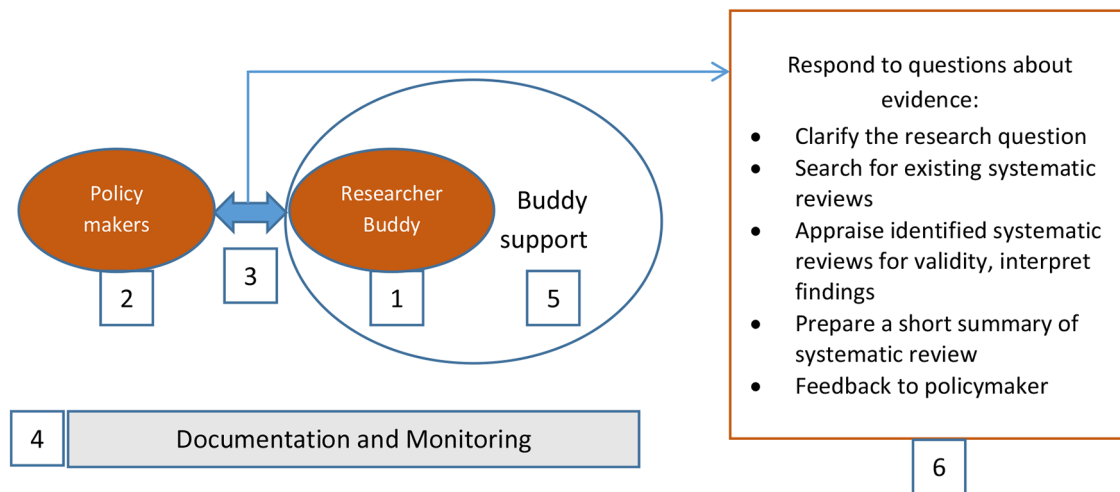 Policy
makers
2
3
Researcher
Buddy
1
Buddy
support
5
4
Documentation and Monitoring
Respond to questions about
evidence:
• Clarify the research question
• Search for existing systematic
reviews
• Appraise identified systematic
reviews for validity, interpret
findings
• Prepare a short summary of
systematic review
• Feedback to policymaker
6